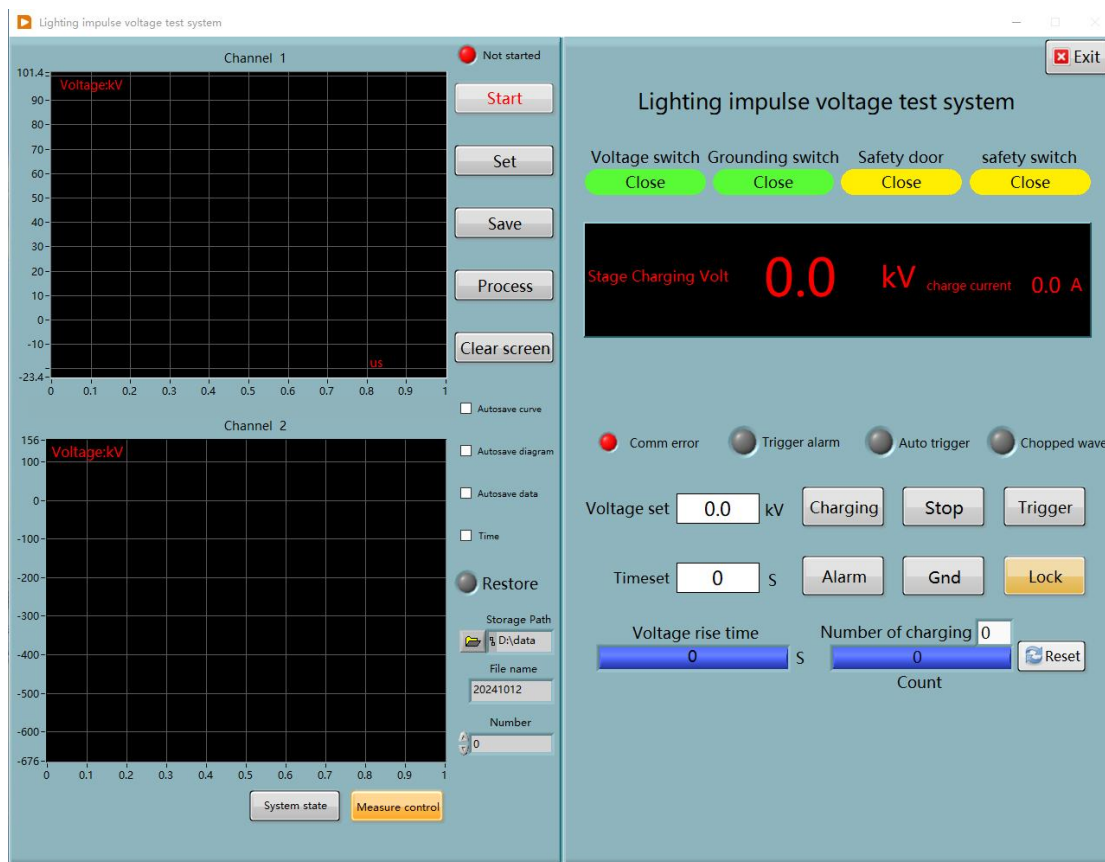 Lighting impulse voltage test system
Channel 1
Voltage:kV
101.4
90
80
70
60
50
40
30
20
10
0
-10
-23.4
us
0 0.1 0.2 0.3 0.4 0.5 0.6 0.7 0.8 0.9 1
Channel 2
Voltage:kV
156
100
0
-100
-200
-300
-400
-500
-600
-676
0 0.1 0.2 0.3 0.4 0.5 0.6 0.7 0.8 0.9 1
System state Measure control
Not started
Start
Set
Save
Process
Clear screen
Autosave curve
Autosave diagram
Autosave data
Time
Restore
Storage Path
D:\data
File name
20241012
Number
0
Exit
Lighting impulse voltage test system
Voltage switch Grounding switch Safety door safety switch
Close Close Close Close
Stage Charging Volt 0.0 kV charge current 0.0 A
Comm error Trigger alarm Auto trigger Chopped wave
Voltage set 0.0 kV Charging Stop Trigger
Timeset 0 S Alarm Gnd Lock
Voltage rise time Number of charging 0
0 S 0 Reset
Count